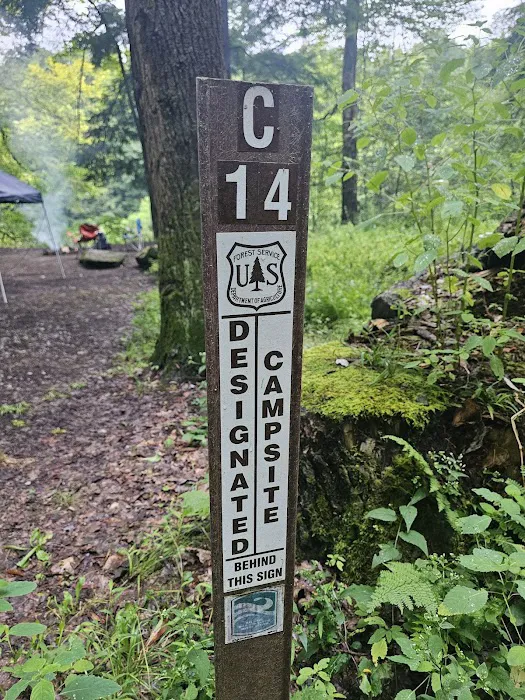 C
14
FOREST SERVICE
U S
DEPARTMENT OF AGRICULTURE
DESIGNATED
CAMPSITE
BEHIND
THIS SIGN